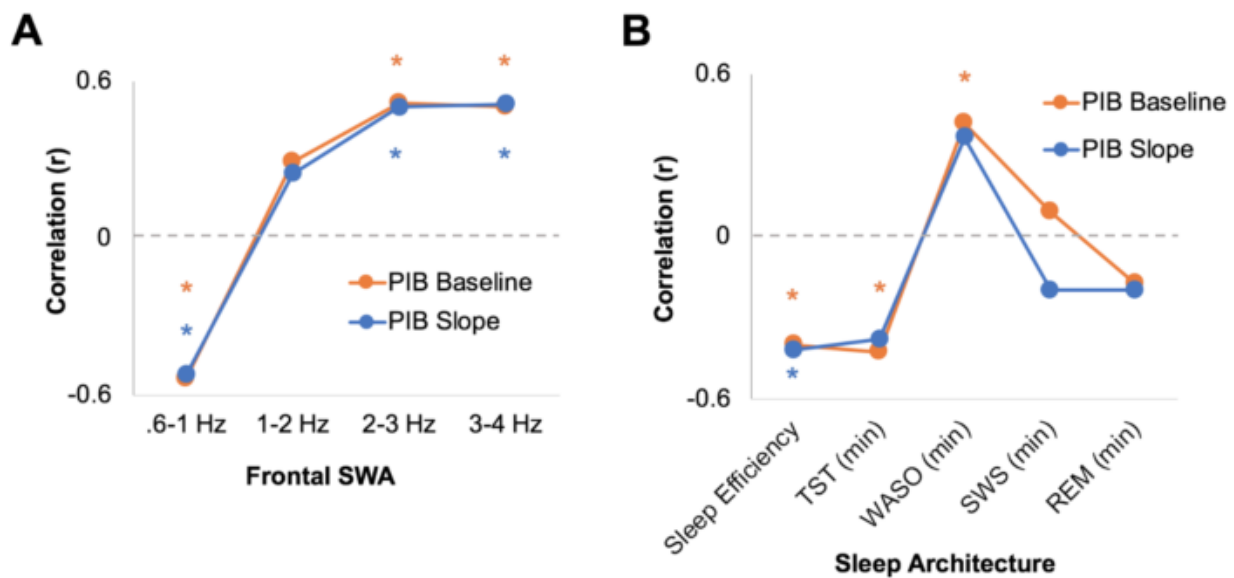 A
0.6
*
*
*
*
Correlation (r)
0
*
*
PIB Baseline
PIB Slope
-0.6
.6-1 Hz 1-2 Hz 2-3 Hz 3-4 Hz
Frontal SWA
B
0.6
*
PIB Baseline
PIB Slope
Correlation (r)
0
*
*
*
-0.6
Sleep Efficiency
TST (min)
WASO (min)
SWS (min)
REM (min)
Sleep Architecture